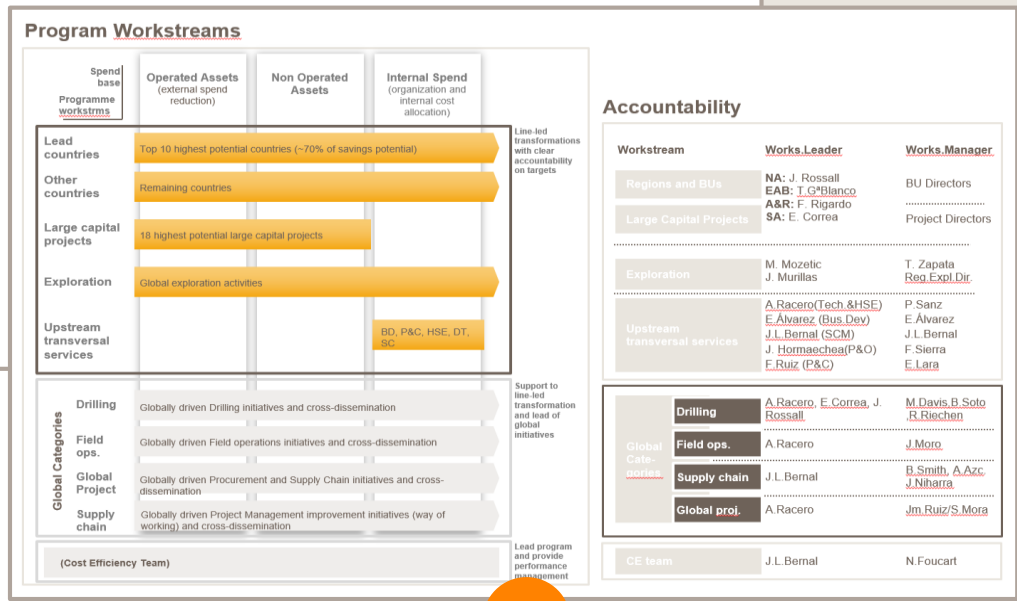 Program Workstreams
Spend
base
Programme
workstrms
Operated Assets
(external spend
reduction)
Non Operated
Assets
Internal Spend
(organization and
internal cost
allocation)
Lead
countries
Top 10 highest potential countries (~70% of savings potential)
Other
countries
Remaining countries
Large capital
projects
18 highest potential large capital projects
Exploration
Global exploration activities
Upstream
transversal
services
BD, P&C, HSE, DT,
SC
Line-led
transformations
with clear
accountability
on targets
Global Categories
Drilling
Globally driven Drilling initiatives and cross-dissemination
Field
ops.
Globally driven Field operations initiatives and cross-dissemination
Global
Project
Globally driven Procurement and Supply Chain initiatives and cross-
dissemination
Supply
chain
Globally driven Project Management improvement initiatives (way of
working) and cross-dissemination
Support to
line-led
transformation
and lead of
global
initiatives
(Cost Efficiency Team)
Lead program
and provide
performance
management
Accountability
Workstream
Works.Leader
Works.Manager
Regions and BUs
Large Capital Projects
NA: J. Rossall
EAB: T.GªBlanco
A&R: F. Rigardo
SA: E. Correa
BU Directors
Project Directors
Exploration
M. Mozetic
J. Murillas
T. Zapata
Reg.Expl.Dir.
Upstream
transversal services
A.Racero(Tech.&HSE)
E.Álvarez (Bus.Dev)
J.L.Bernal (SCM)
J. Hormaechea(P&O)
F.Ruiz (P&C)
P.Sanz
E.Álvarez
J.L.Bernal
F.Sierra
E.Lara
Global
Cate-
gories
Drilling
A.Racero, E.Correa, J.
Rossall
M.Davis,B.Soto
,R.Riechen
Field ops.
A.Racero
J.Moro
Supply chain
J.L.Bernal
B.Smith, A.Azc.
J.Niharra
Global proj.
A.Racero
Jm.Ruiz/S.Mora
CE team
J.L.Bernal
N.Foucart